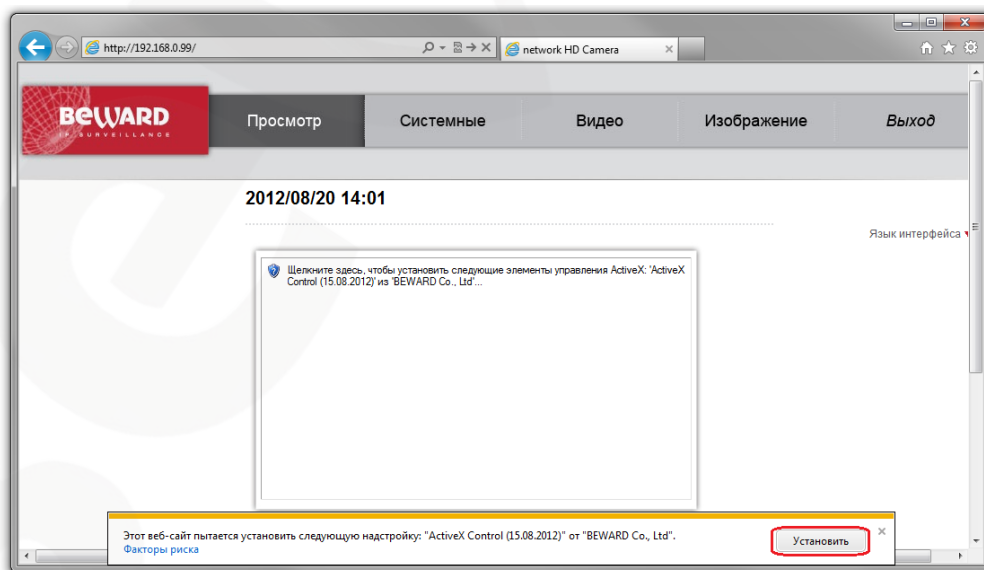 http://192.168.0.99/
network HD Camera
BEWARD
IP SURVEILLANCE
Просмотр
Системные
Видео
Изображение
Выход
2012/08/20 14:01
Язык интерфейса
Щелкните здесь, чтобы установить следующие элементы управления ActiveX: 'ActiveX
Control (15.08.2012)' из 'BEWARD Co., Ltd'...
Этот веб-сайт пытается установить следующую надстройку: "ActiveX Control (15.08.2012)" от "BEWARD Co., Ltd".
Факторы риска
Установить